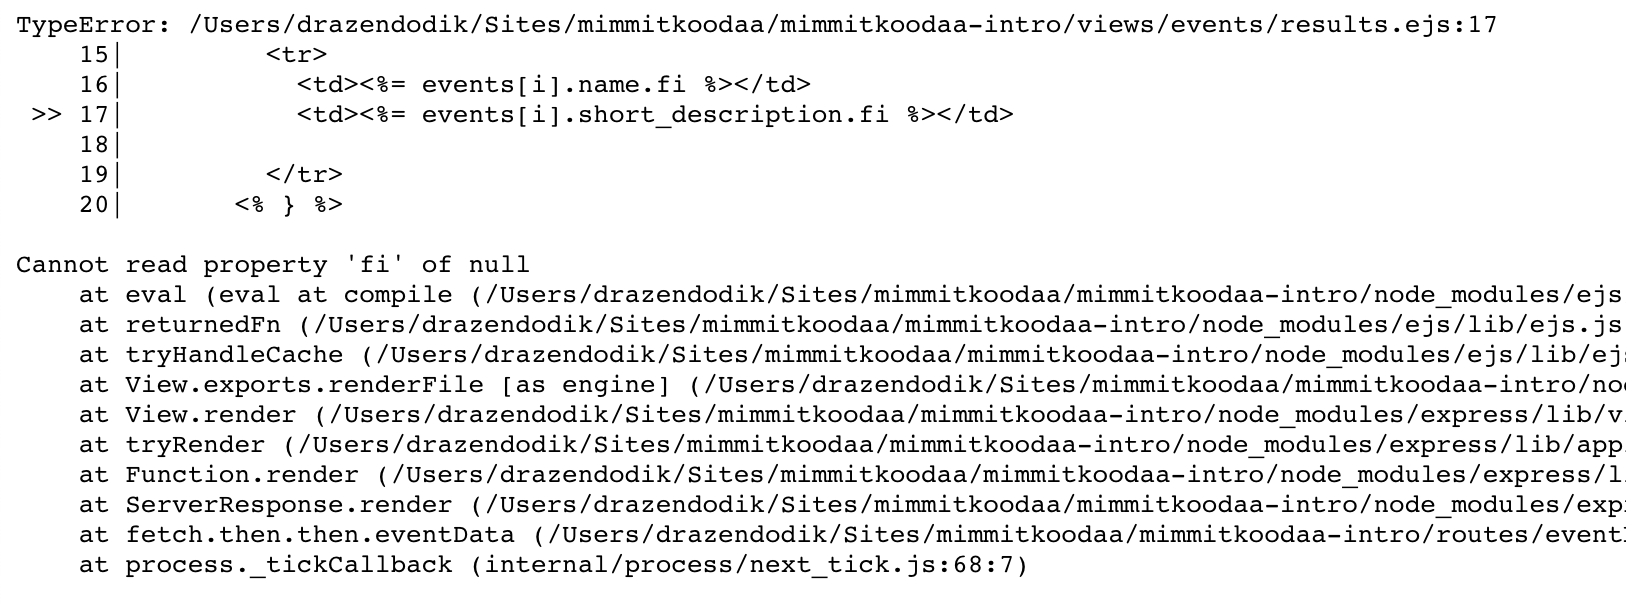 TypeError: /Users/drazendodik/Sites/mimmitkoodaa/mimmitkoodaa-intro/views/events/results.ejs:17
    15|         <tr>
    16|           <td><%= events[i].name.fi %></td>
 >> 17|           <td><%= events[i].short_description.fi %></td>
    18|
    19|         </tr>
    20|       <% } %>

Cannot read property 'fi' of null
    at eval (eval at compile (/Users/drazendodik/Sites/mimmitkoodaa/mimmitkoodaa-intro/node_modules/ejs
    at returnedFn (/Users/drazendodik/Sites/mimmitkoodaa/mimmitkoodaa-intro/node_modules/ejs/lib/ejs.js
    at tryHandleCache (/Users/drazendodik/Sites/mimmitkoodaa/mimmitkoodaa-intro/node_modules/ejs/lib/ejs
    at View.exports.renderFile [as engine] (/Users/drazendodik/Sites/mimmitkoodaa/mimmitkoodaa-intro/no
    at View.render (/Users/drazendodik/Sites/mimmitkoodaa/mimmitkoodaa-intro/node_modules/express/lib/v
    at tryRender (/Users/drazendodik/Sites/mimmitkoodaa/mimmitkoodaa-intro/node_modules/express/lib/app
    at Function.render (/Users/drazendodik/Sites/mimmitkoodaa/mimmitkoodaa-intro/node_modules/express/l
    at ServerResponse.render (/Users/drazendodik/Sites/mimmitkoodaa/mimmitkoodaa-intro/node_modules/exp
    at fetch.then.then.eventData (/Users/drazendodik/Sites/mimmitkoodaa/mimmitkoodaa-intro/routes/event
    at process._tickCallback (internal/process/next_tick.js:68:7)